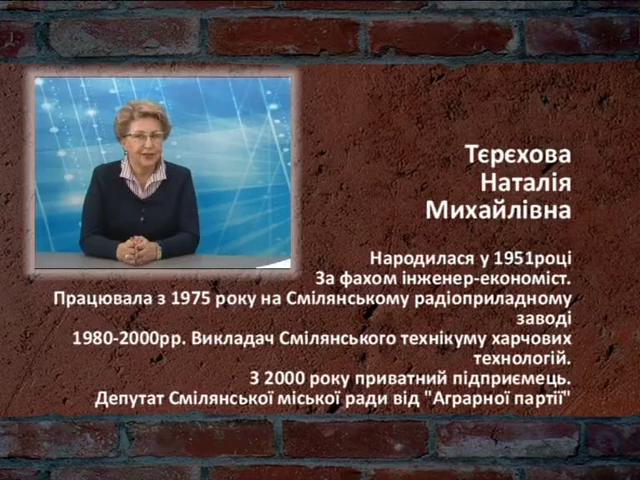 Тєрєхова
Наталія
Михайлівна
Народилася у 1951році
За фахом інженер-економіст.
Працювала з 1975 року на Смілянському радіоприладному
заводі
1980-2000рр. Викладач Смілянського технікуму харчових
технологій.
З 2000 року приватний підприємець.
Депутат Смілянської міської ради від "Аграрної партії"